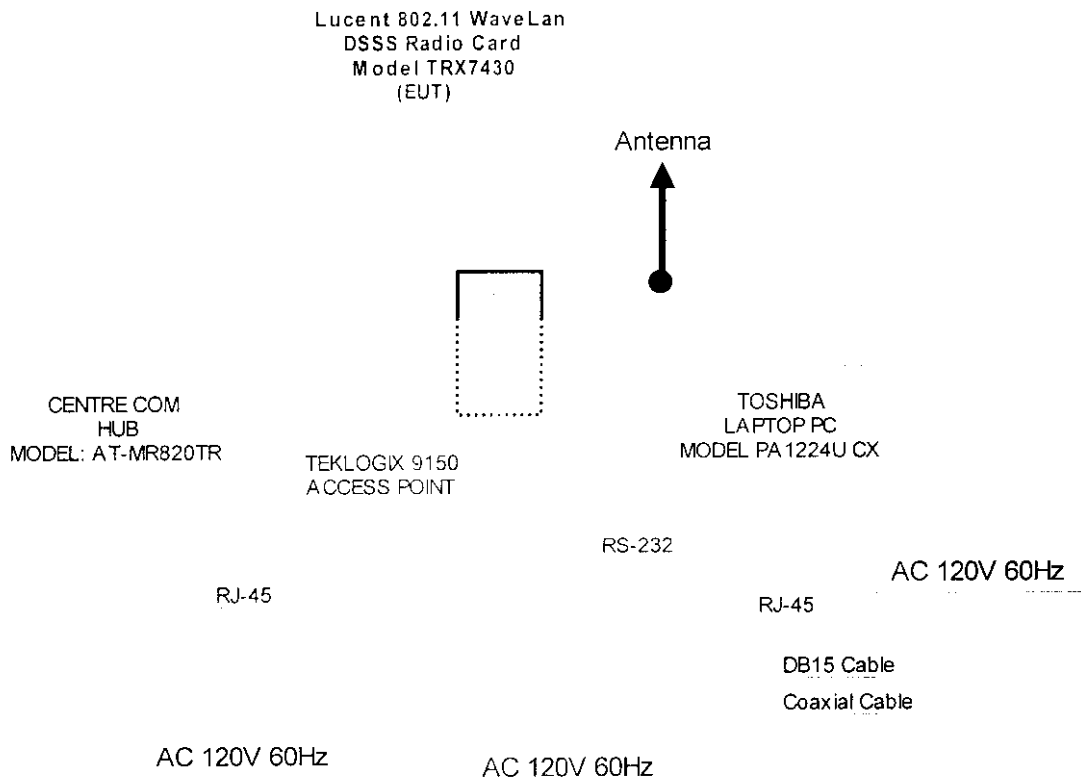 Lucent 802.11 WaveLan
DSSS Radio Card
Model TRX7430
(EUT)
Antenna
CENTRE COM
HUB
MODEL: AT-MR820TR
TEKLOGIX 9150
ACCESS POINT
TOSHIBA
LAPTOP PC
MODEL PA1224U CX
RS-232
AC 120V 60Hz
RJ-45
RJ-45
DB15 Cable
Coaxial Cable
AC 120V 60Hz
AC 120V 60Hz